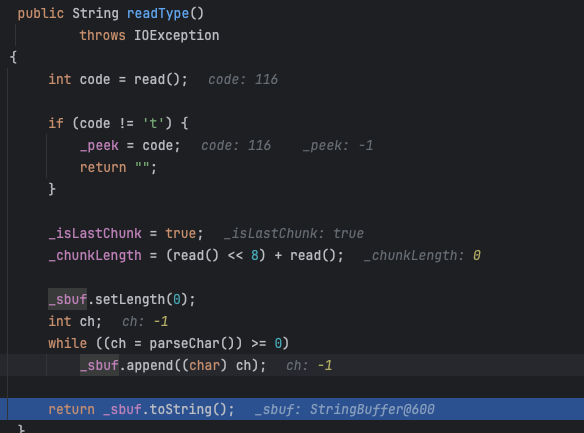 public String readType()
throws IOException
{
int code = read();   code: 116
if (code != 't') {
_peek = code;   code: 116    _peek: -1
return "";
}
_isLastChunk = true;   _isLastChunk: true
_chunkLength = (read() << 8) + read();   _chunkLength: 0
_sbuf.setLength(0);
int ch;   ch: -1
while ((ch = parseChar()) >= 0)
_sbuf.append((char) ch);   ch: -1
return _sbuf.toString();   _sbuf: StringBuffer@600
}